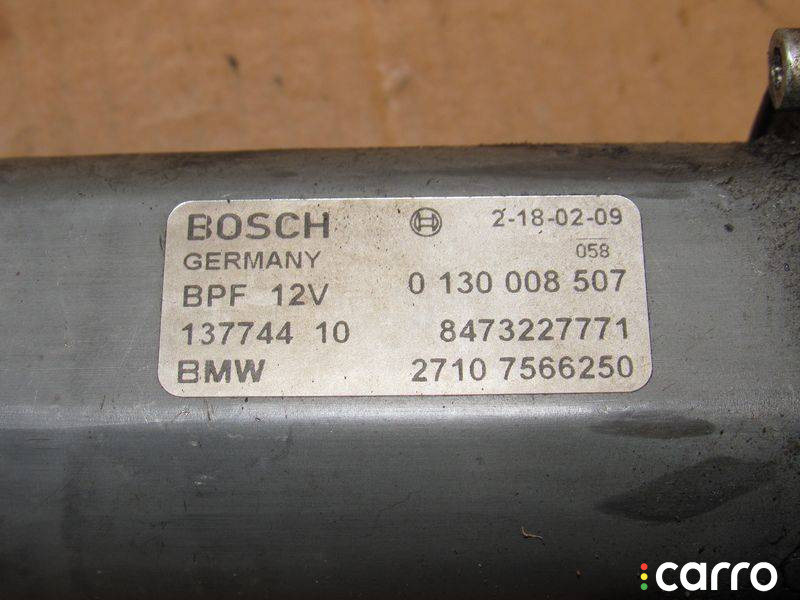 BOSCH 2-18-02-09
GERMANY 058
BPF 12V 0 130 008 507
137744 10 8473227771
BMW 2710 7566250
carro